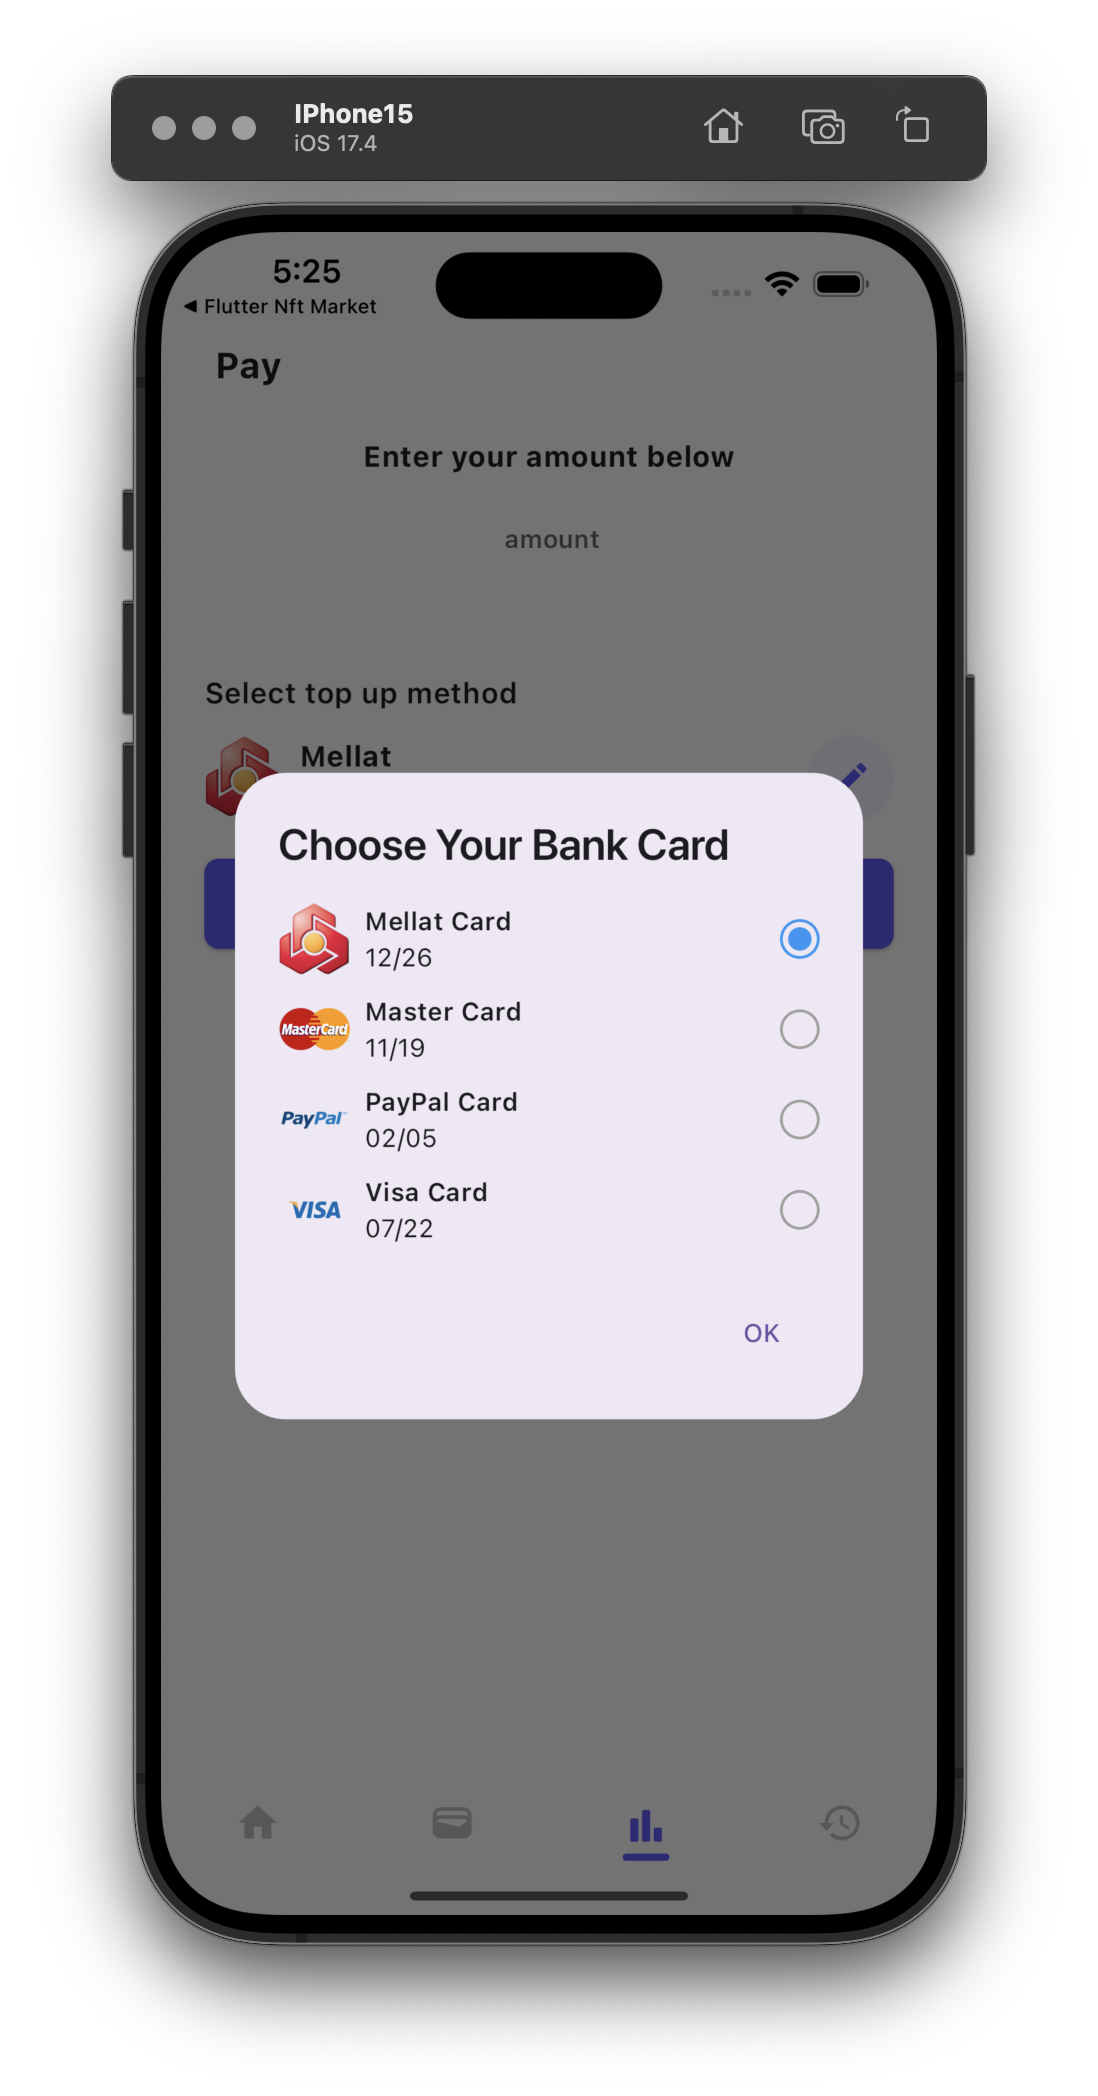 IPhone15
iOS 17.4
5:25
◀ Flutter Nft Market
Pay
Enter your amount below
amount
Select top up method
Mellat
Choose Your Bank Card
Mellat Card
12/26
MasterCard
Master Card
11/19
PayPal
PayPal Card
02/05
VISA
Visa Card
07/22
OK